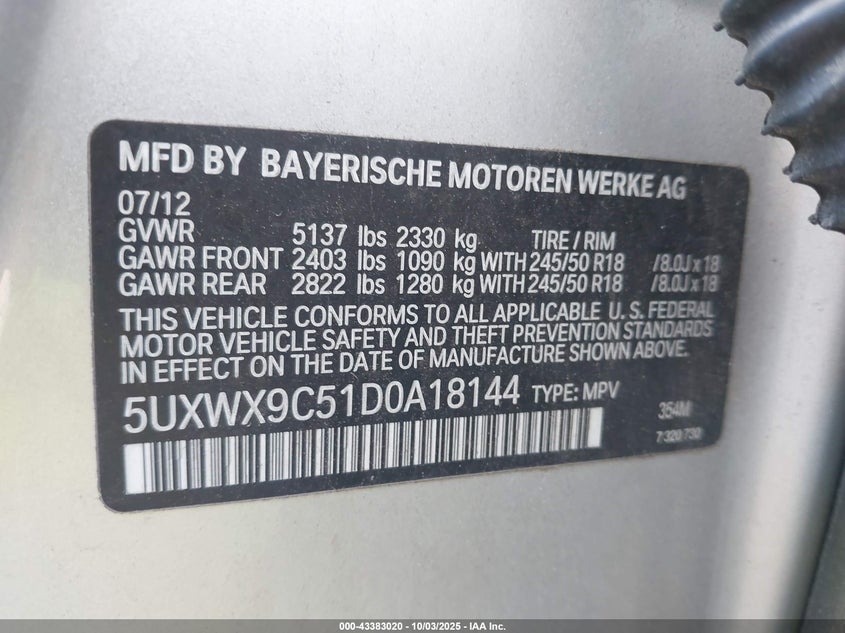 MFD BY BAYERISCHE MOTOREN WERKE AG
07/12
GVWR 5137 lbs 2330 kg TIRE / RIM
GAWR FRONT 2403 lbs 1090 kg WITH 245/50 R18 /8.0J x 18
GAWR REAR 2822 lbs 1280 kg WITH 245/50 R18 /8.0J x 18
THIS VEHICLE CONFORMS TO ALL APPLICABLE U. S. FEDERAL
MOTOR VEHICLE SAFETY AND THEFT PREVENTION STANDARDS
IN EFFECT ON THE DATE OF MANUFACTURE SHOWN ABOVE.
5UXWX9C51D0A18144 TYPE: MPV 354M
7 320 730
000-43383020 - 10/03/2025 - IAA Inc.